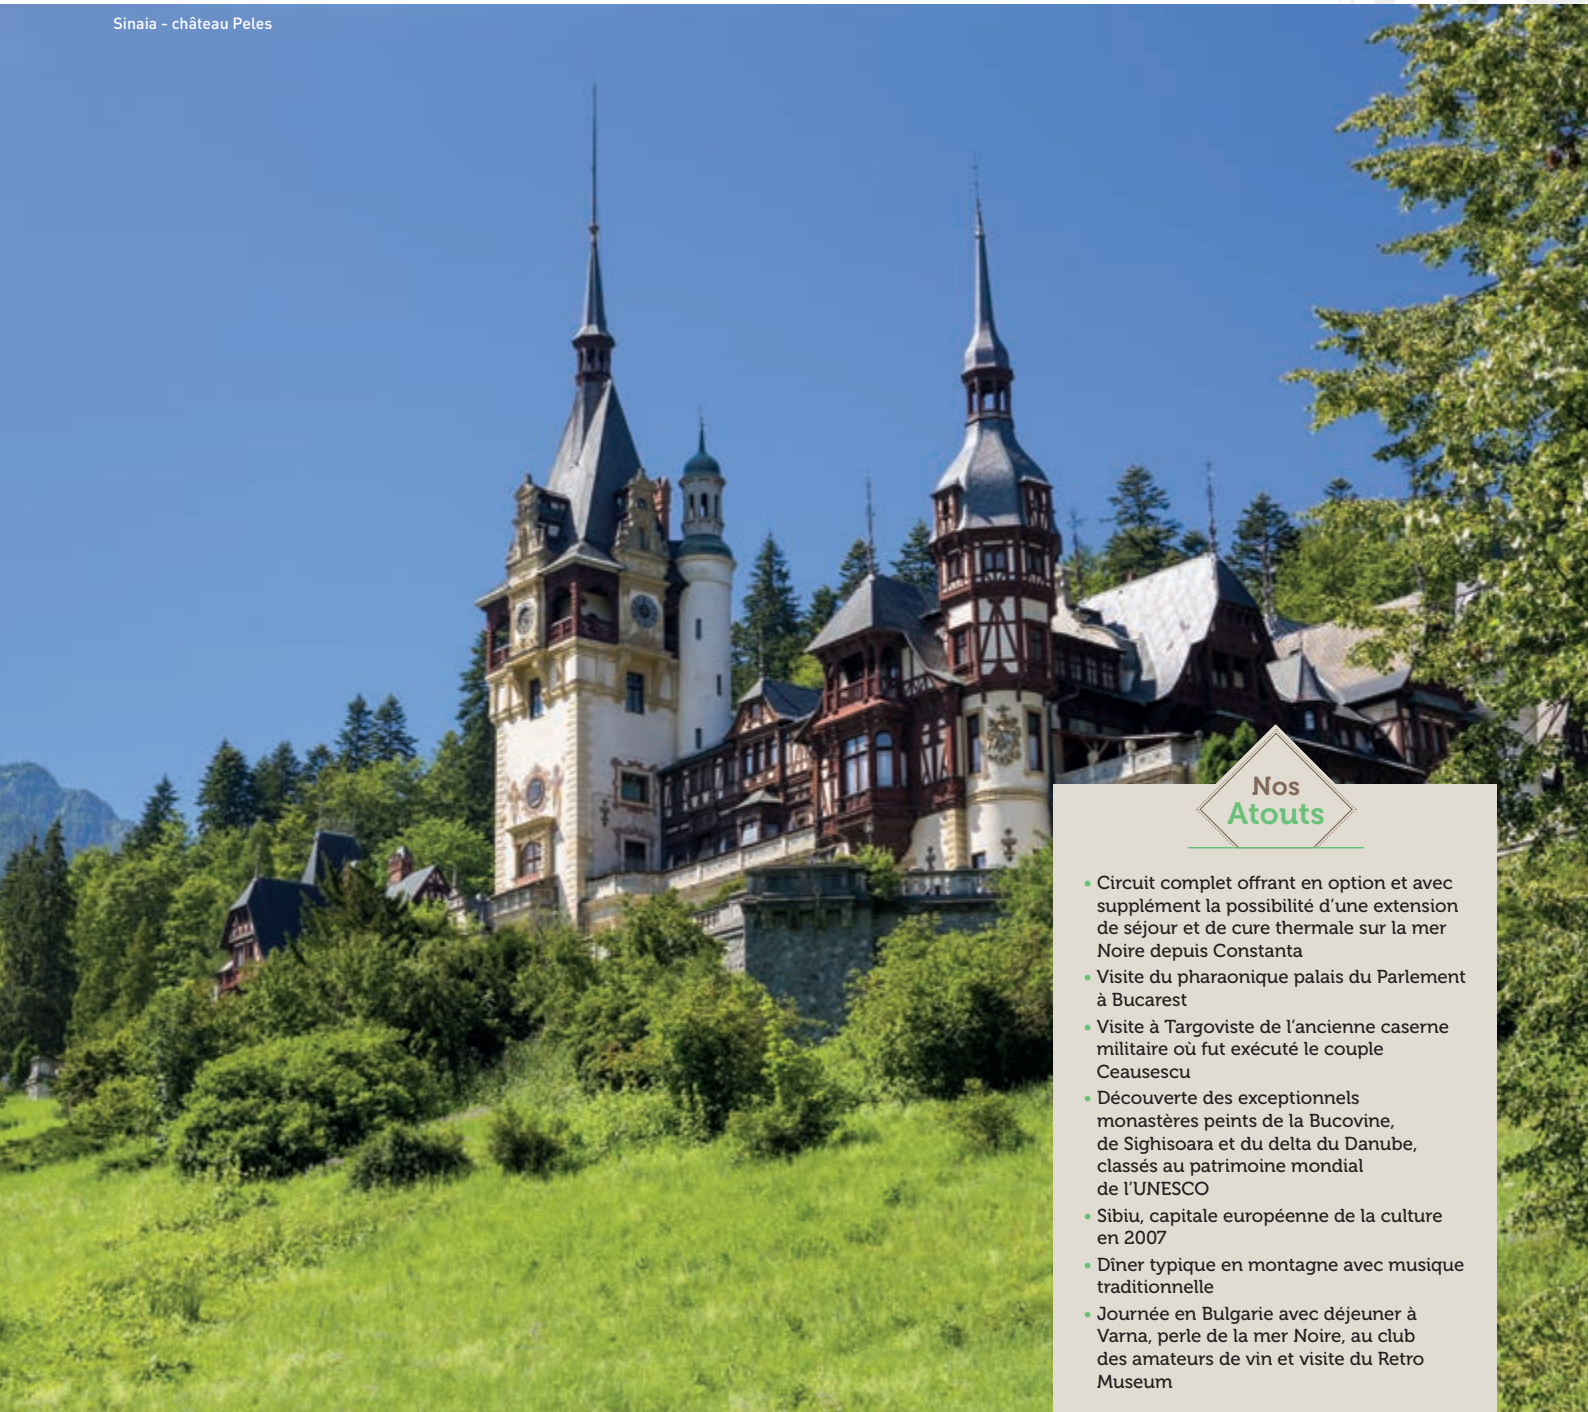 Sinaia - château Peles
Nos
Atouts
• Circuit complet offrant en option et avec
supplément la possibilité d'une extension
de séjour et de cure thermale sur la mer
Noire depuis Constanta
• Visite du pharaonique palais du Parlement
à Bucarest
• Visite à Targoviste de l'ancienne caserne
militaire où fut exécuté le couple
Ceausescu
• Découverte des exceptionnels
monastères peints de la Bucovine,
de Sighisoara et du delta du Danube,
classés au patrimoine mondial
de l'UNESCO
• Sibiu, capitale européenne de la culture
en 2007
• Dîner typique en montagne avec musique
traditionnelle
• Journée en Bulgarie avec déjeuner à
Varna, perle de la mer Noire, au club
des amateurs de vin et visite du Retro
Museum